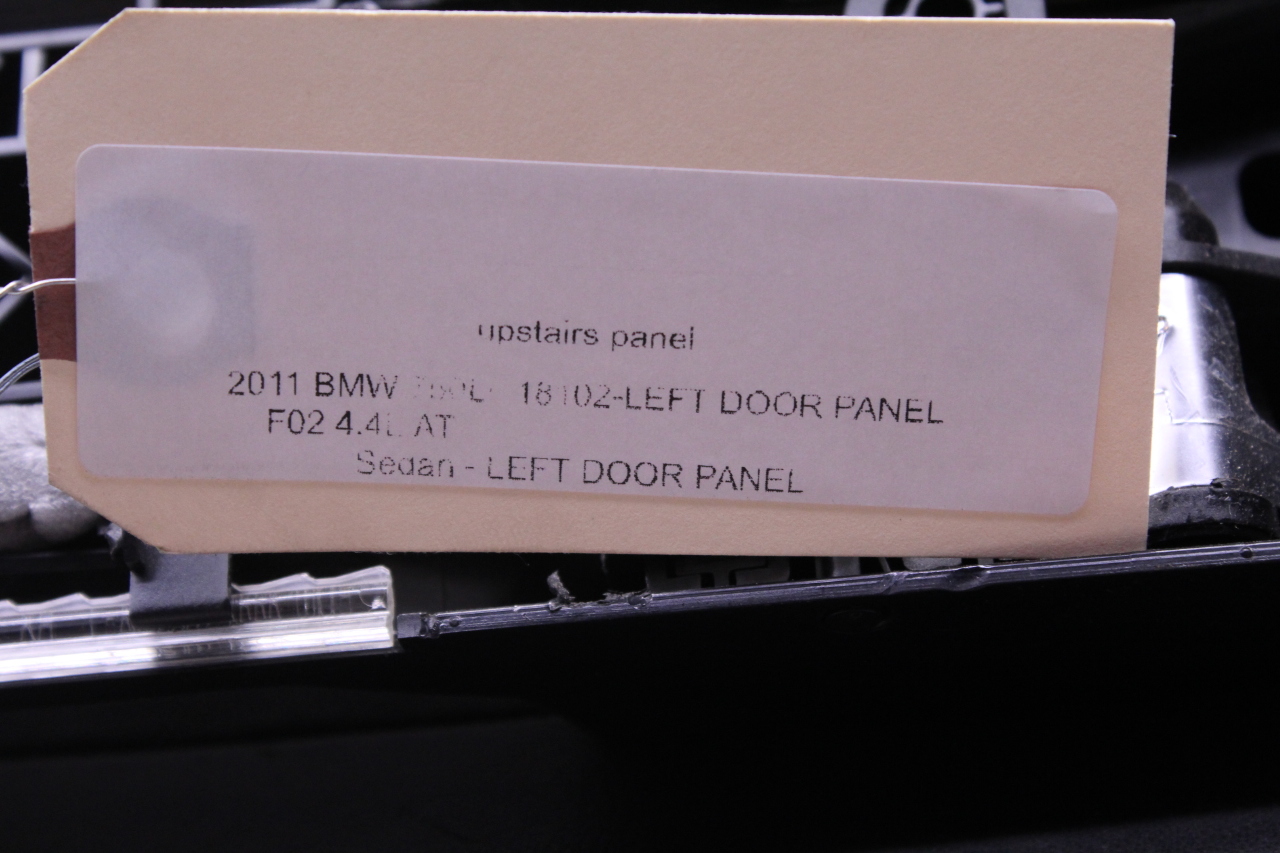 upstairs panel
2011 BMW 18102-LEFT DOOR PANEL
F02 4.4L AT
Sedan - LEFT DOOR PANEL